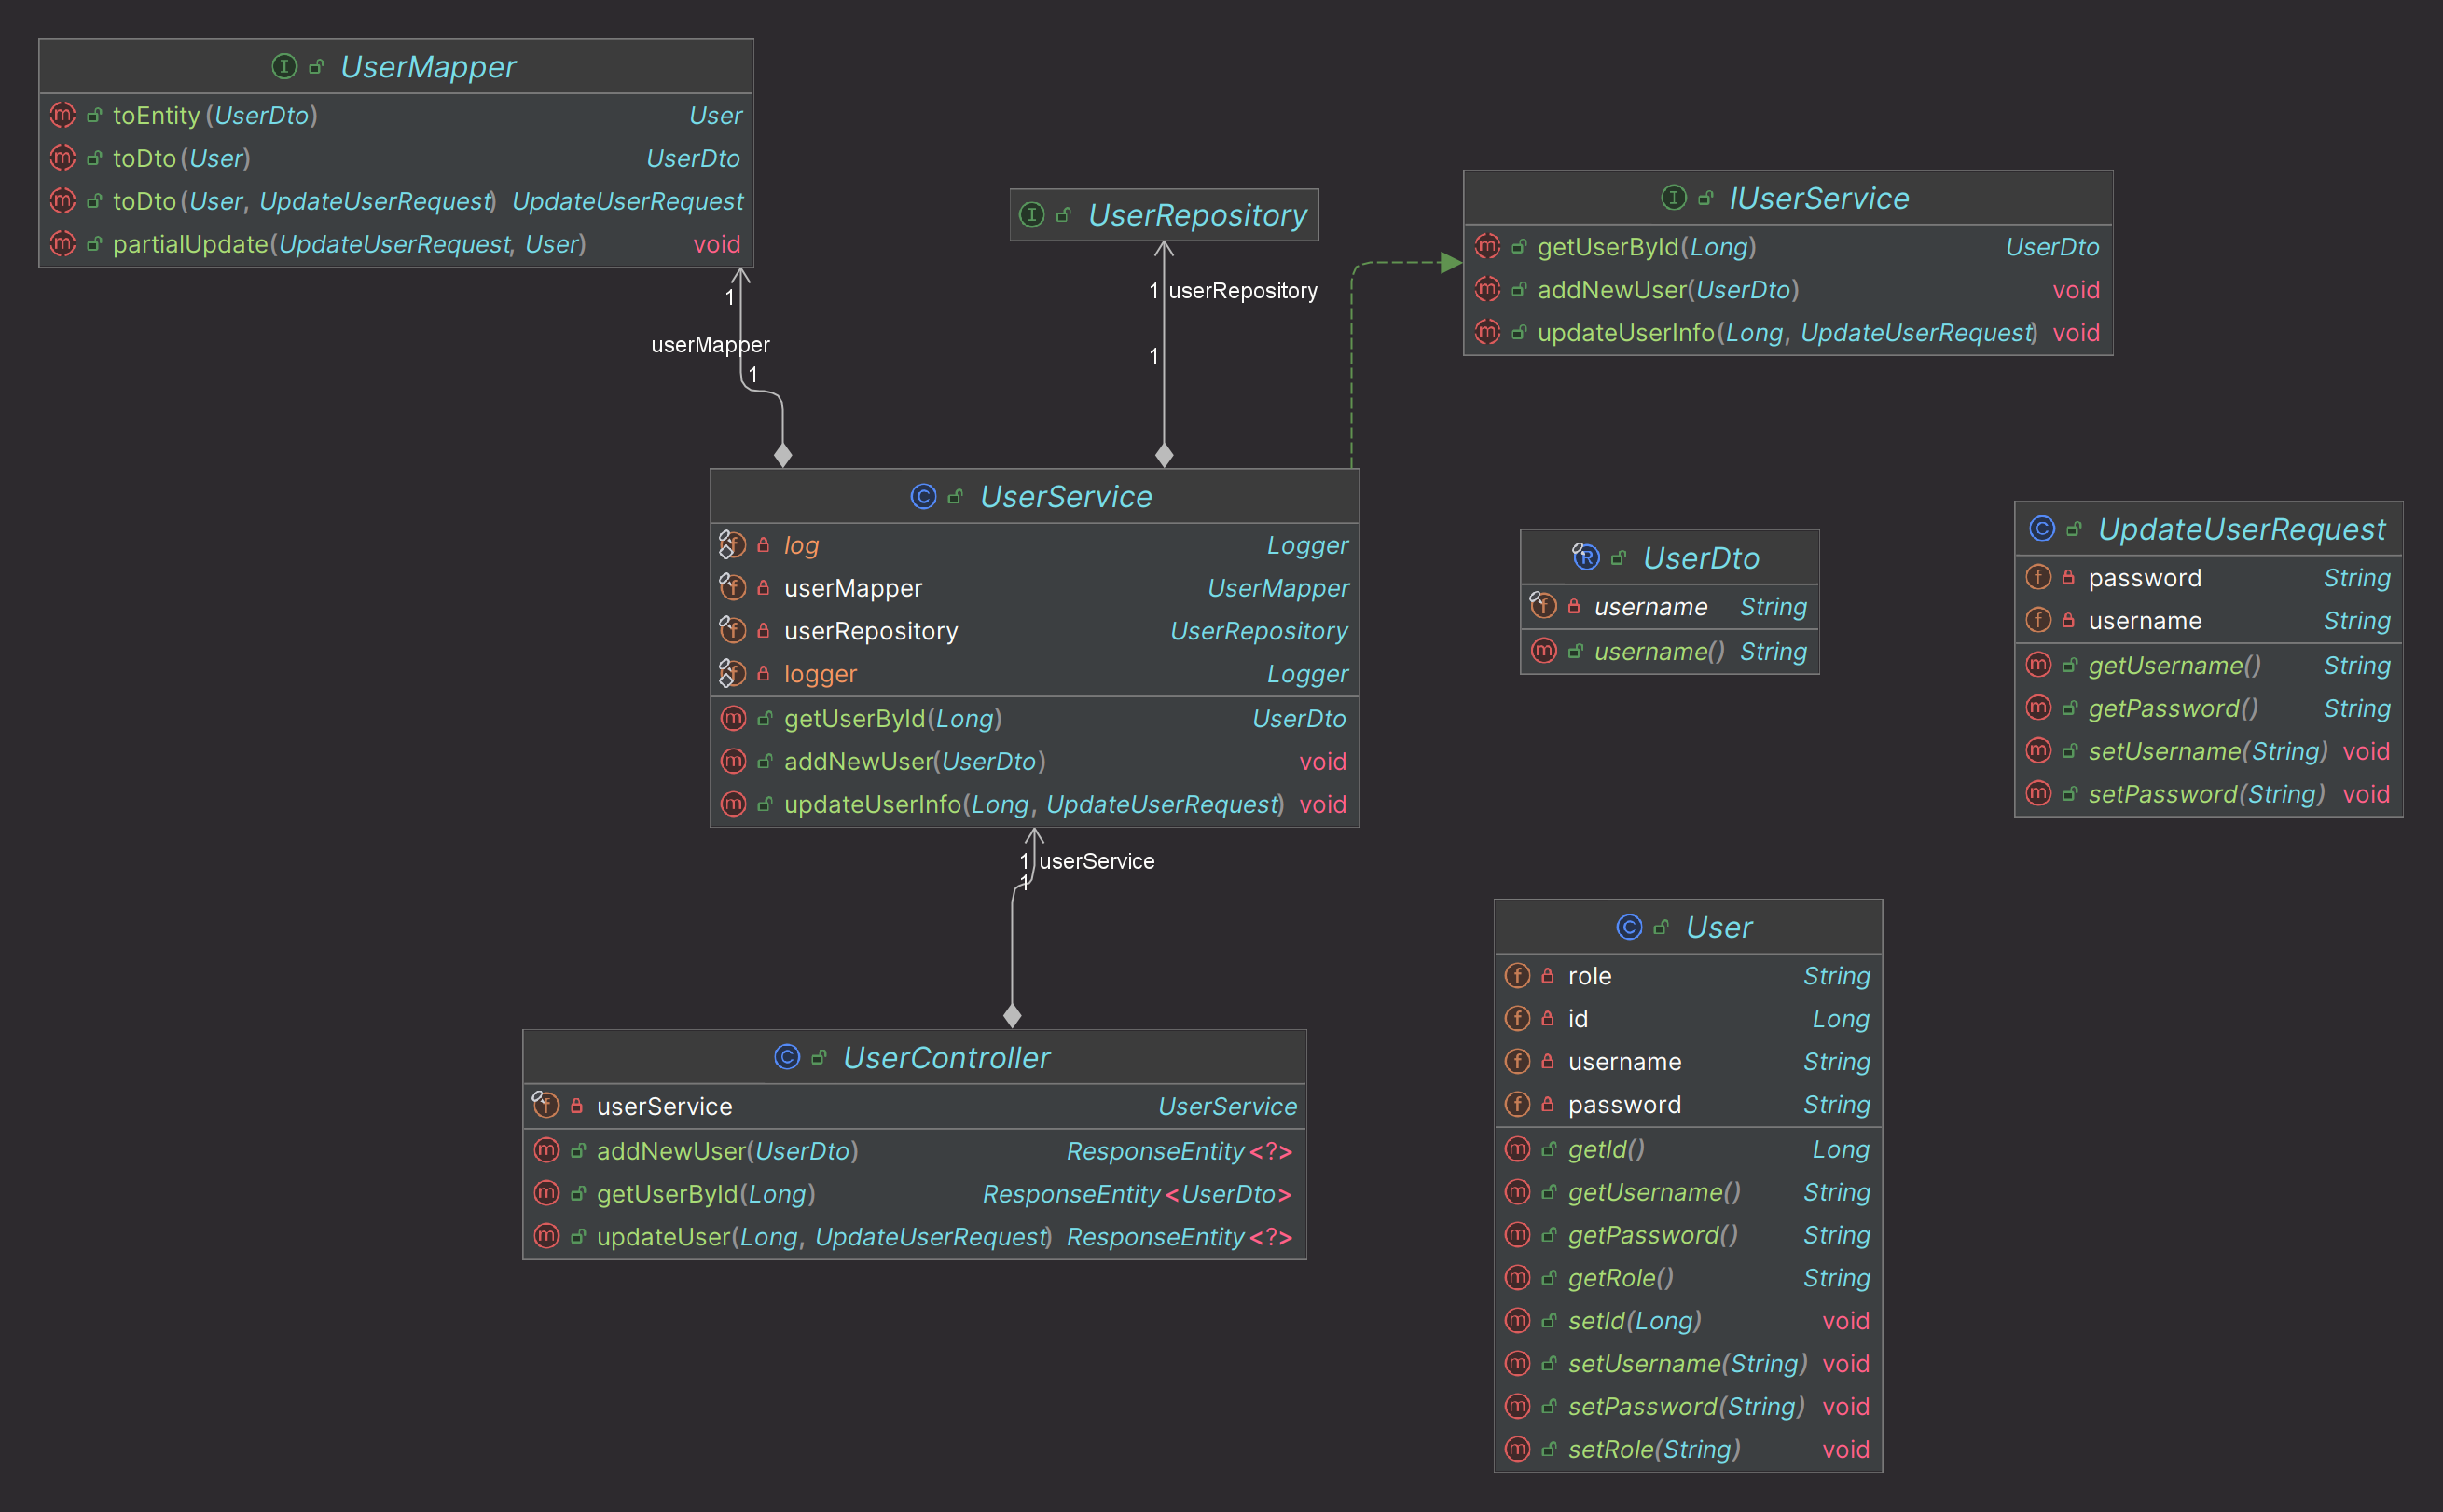 UserMapper
toEntity(UserDto) User
toDto(User) UserDto
toDto(User, UpdateUserRequest) UpdateUserRequest
partialUpdate(UpdateUserRequest, User) void
UserRepository
IUserService
getUserById(Long) UserDto
addNewUser(UserDto) void
updateUserInfo(Long, UpdateUserRequest) void
1
userMapper
1
1 userRepository
1
UserService
log Logger
userMapper UserMapper
userRepository UserRepository
logger Logger
getUserById(Long) UserDto
addNewUser(UserDto) void
updateUserInfo(Long, UpdateUserRequest) void
UserDto
username String
username() String
UpdateUserRequest
password String
username String
getUsername() String
getPassword() String
setUsername(String) void
setPassword(String) void
1 userService
1
UserController
userService UserService
addNewUser(UserDto) ResponseEntity<?>
getUserById(Long) ResponseEntity<UserDto>
updateUser(Long, UpdateUserRequest) ResponseEntity<?>
User
role String
id Long
username String
password String
getId() Long
getUsername() String
getPassword() String
getRole() String
setId(Long) void
setUsername(String) void
setPassword(String) void
setRole(String) void